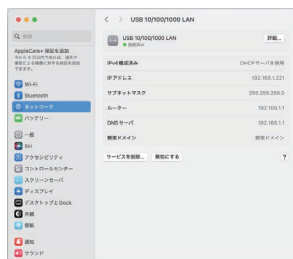 USB 10/100/1000 LAN
検索
AppleCare+ 保証を追加
USB 10/100/1000 LAN
接続済み
詳細...
Wi-Fi
Bluetooth
ネットワーク
バッテリー
一般
Siri
アクセシビリティ
コントロールセンター
スクリーンセーバ
ディスプレイ
デスクトップとDock
外観
壁紙
通知
サウンド
IPv4 構成済み
DHCPサーバを使用
IPアドレス
192.168.1.221
サブネットマスク
255.255.255.0
ルーター
192.168.1.1
DNSサーバ
192.168.1.1
検索ドメイン
検索ドメイン
サービスを削除...
無効にする
?